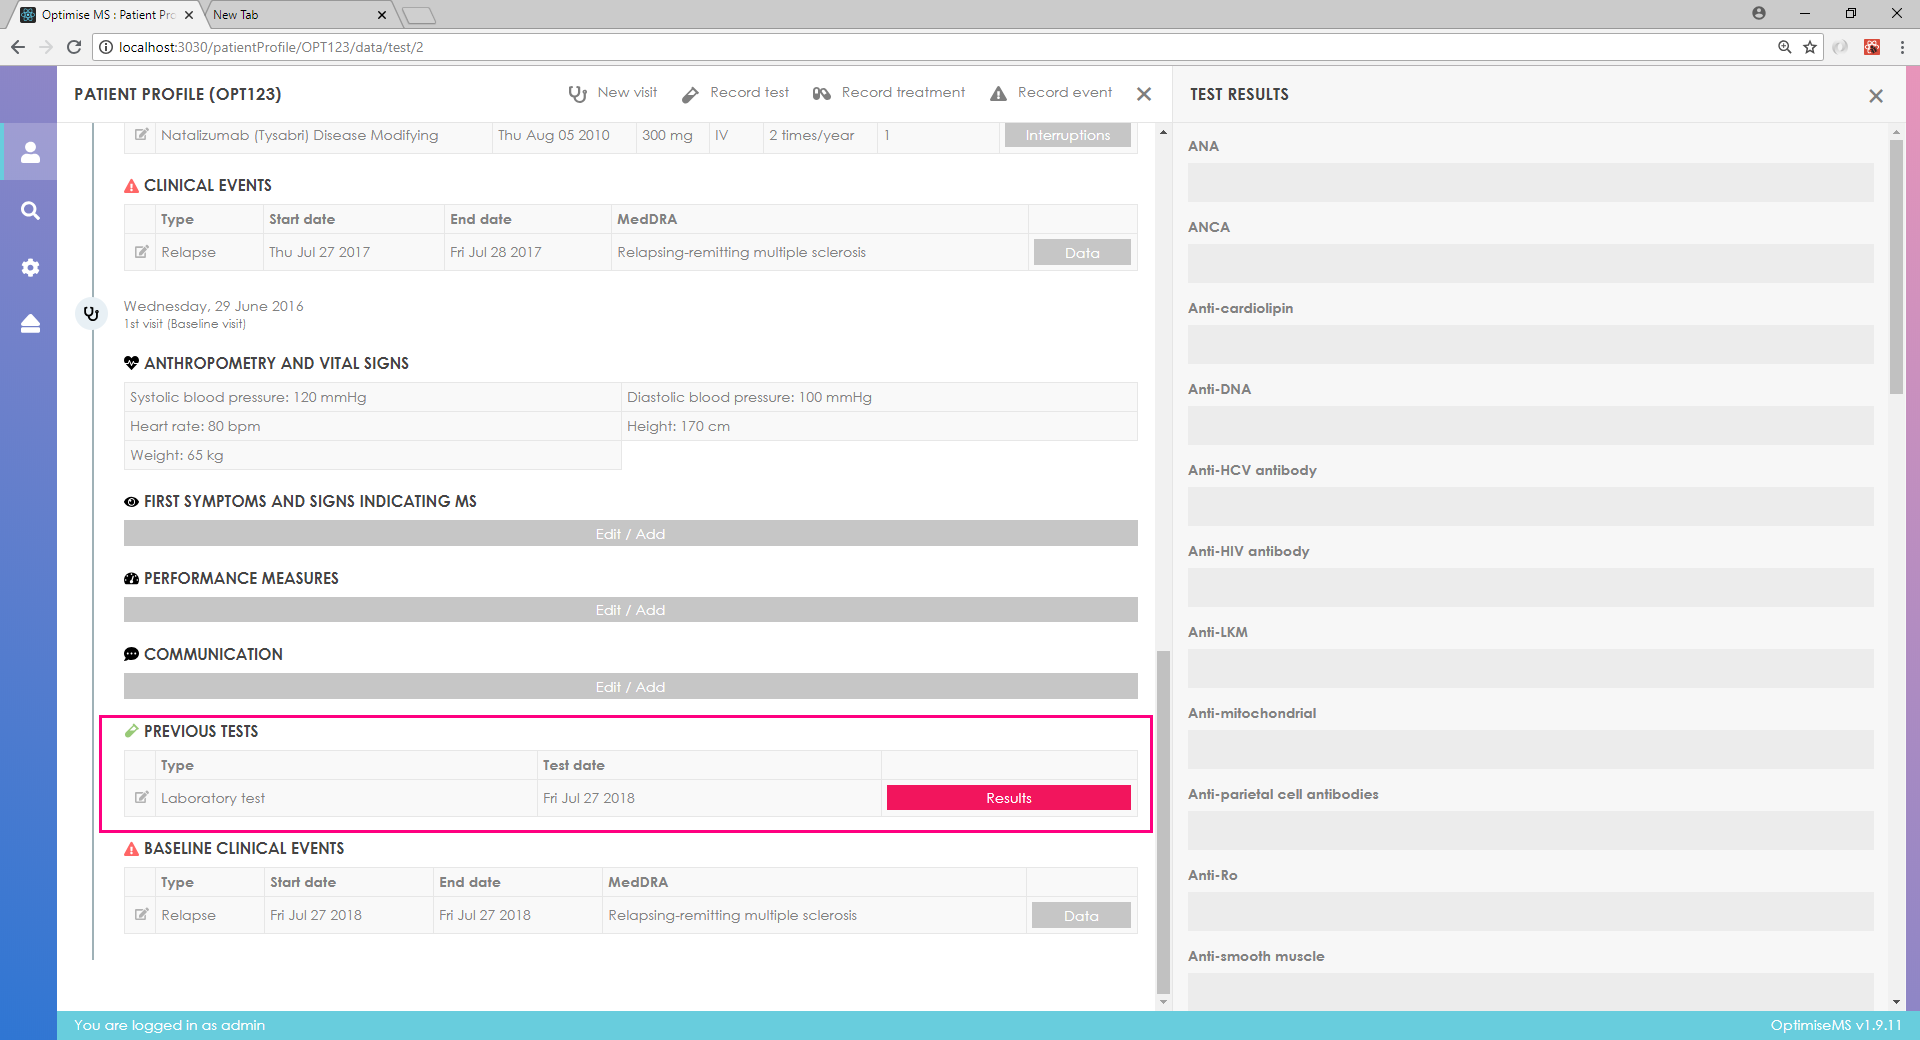 Optimise MS : Patient Pro
New Tab
localhost:3030/patientProfile/OPT123/data/test/2
PATIENT PROFILE (OPT123)
New visit
Record test
Record treatment
Record event
TEST RESULTS
Natalizumab (Tysabri) Disease Modifying Thu Aug 05 2010 300 mg IV 2 times/year 1 Interruptions
CLINICAL EVENTS
Type Start date End date MedDRA
Relapse Thu Jul 27 2017 Fri Jul 28 2017 Relapsing-remitting multiple sclerosis Data
Wednesday, 29 June 2016
1st visit (Baseline visit)
ANTHROPOMETRY AND VITAL SIGNS
Systolic blood pressure: 120 mmHg Diastolic blood pressure: 100 mmHg
Heart rate: 80 bpm Height: 170 cm
Weight: 65 kg
FIRST SYMPTOMS AND SIGNS INDICATING MS
Edit / Add
PERFORMANCE MEASURES
Edit / Add
COMMUNICATION
Edit / Add
PREVIOUS TESTS
Type Test date
Laboratory test Fri Jul 27 2018 Results
BASELINE CLINICAL EVENTS
Type Start date End date MedDRA
Relapse Fri Jul 27 2018 Fri Jul 27 2018 Relapsing-remitting multiple sclerosis Data
ANA
ANCA
Anti-cardiolipin
Anti-DNA
Anti-HCV antibody
Anti-HIV antibody
Anti-LKM
Anti-mitochondrial
Anti-parietal cell antibodies
Anti-Ro
Anti-smooth muscle
You are logged in as admin
OptimiseMS v1.9.11